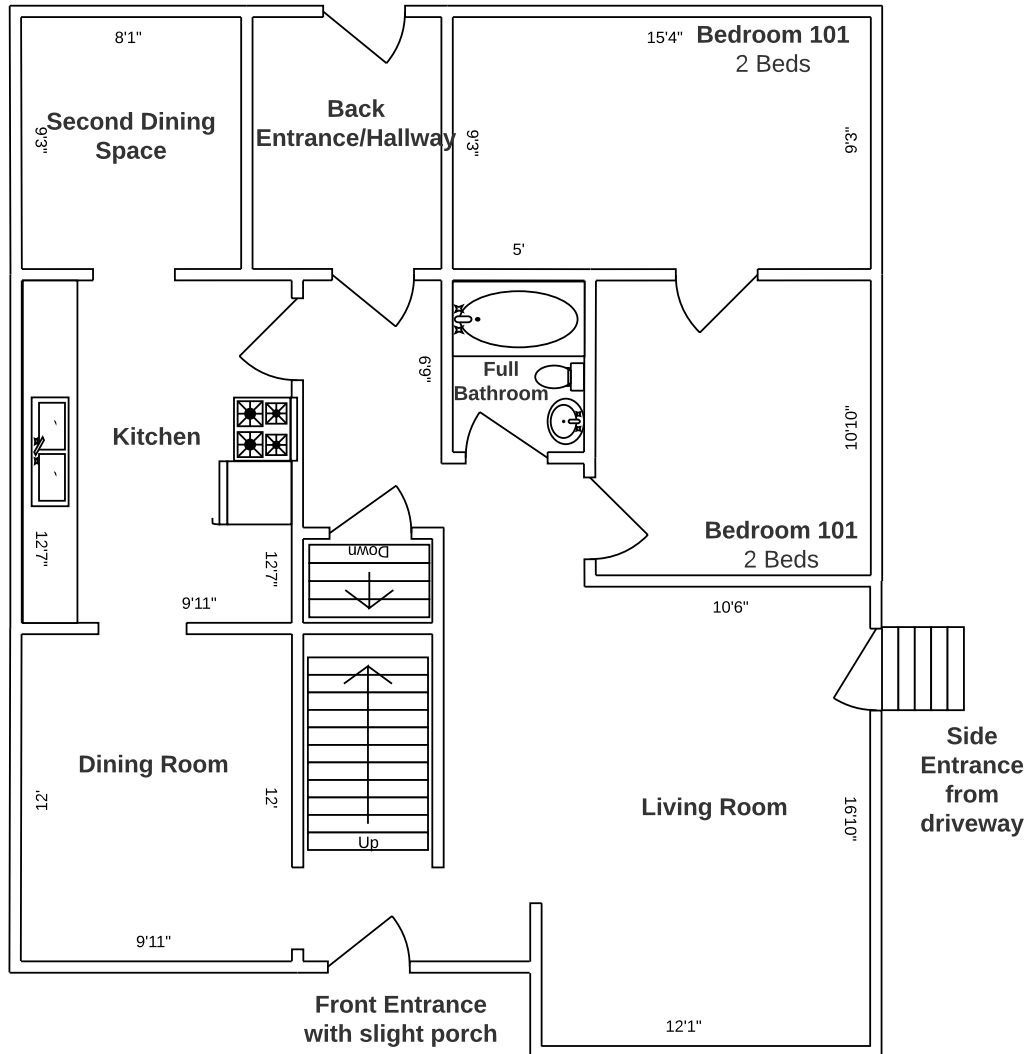 8'1"
15'4"
Bedroom 101
2 Beds
Second Dining
Space
9'3"
Back
Entrance/Hallway
9'3"
9'3"
5'
6'9"
Full
Bathroom
Kitchen
10'10"
Bedroom 101
2 Beds
12'7"
12'7"
Down
9'11"
10'6"
Side
Entrance
from
driveway
Dining Room
12'
12'
Living Room
16'10"
Up
9'11"
Front Entrance
with slight porch
12'1"